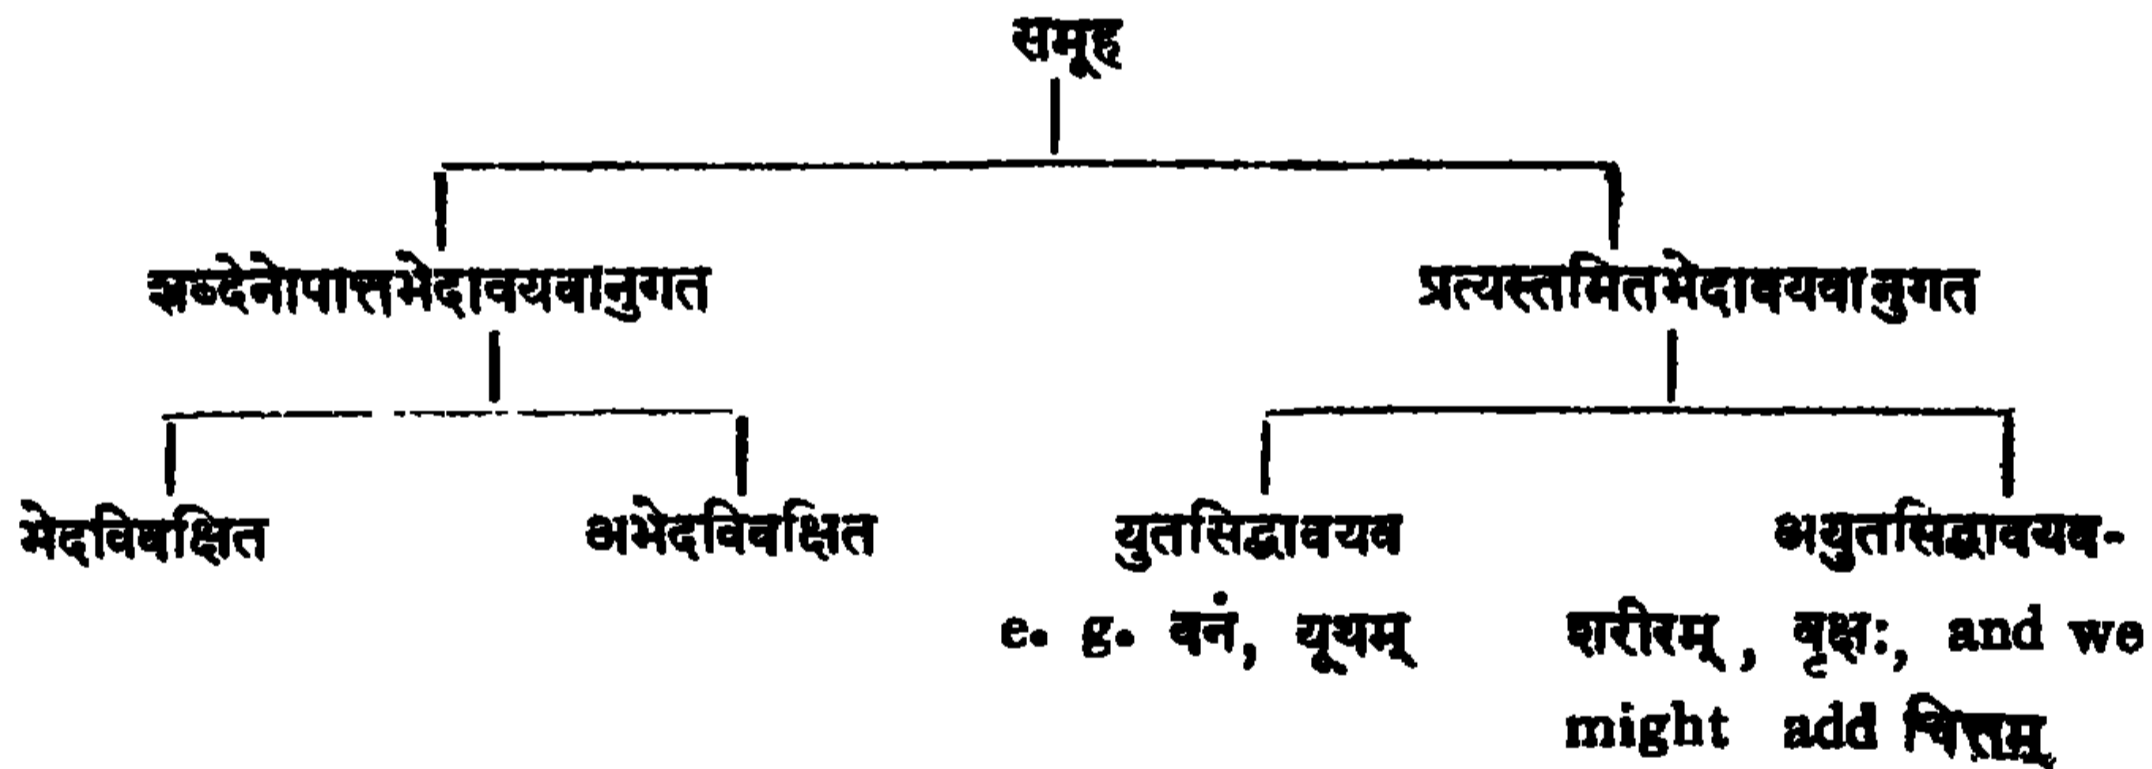 समूह
शब्देनोपात्तभेदावयवानुगत प्रत्यस्तमितभेदावयवानुगत
भेदविवक्षित अभेदविवक्षित युतसिद्धावयव अयुतसिद्धावयव-
e. g. वनं, यूथम् शरीरम्, वृक्षः, and we
might add चित्तम्